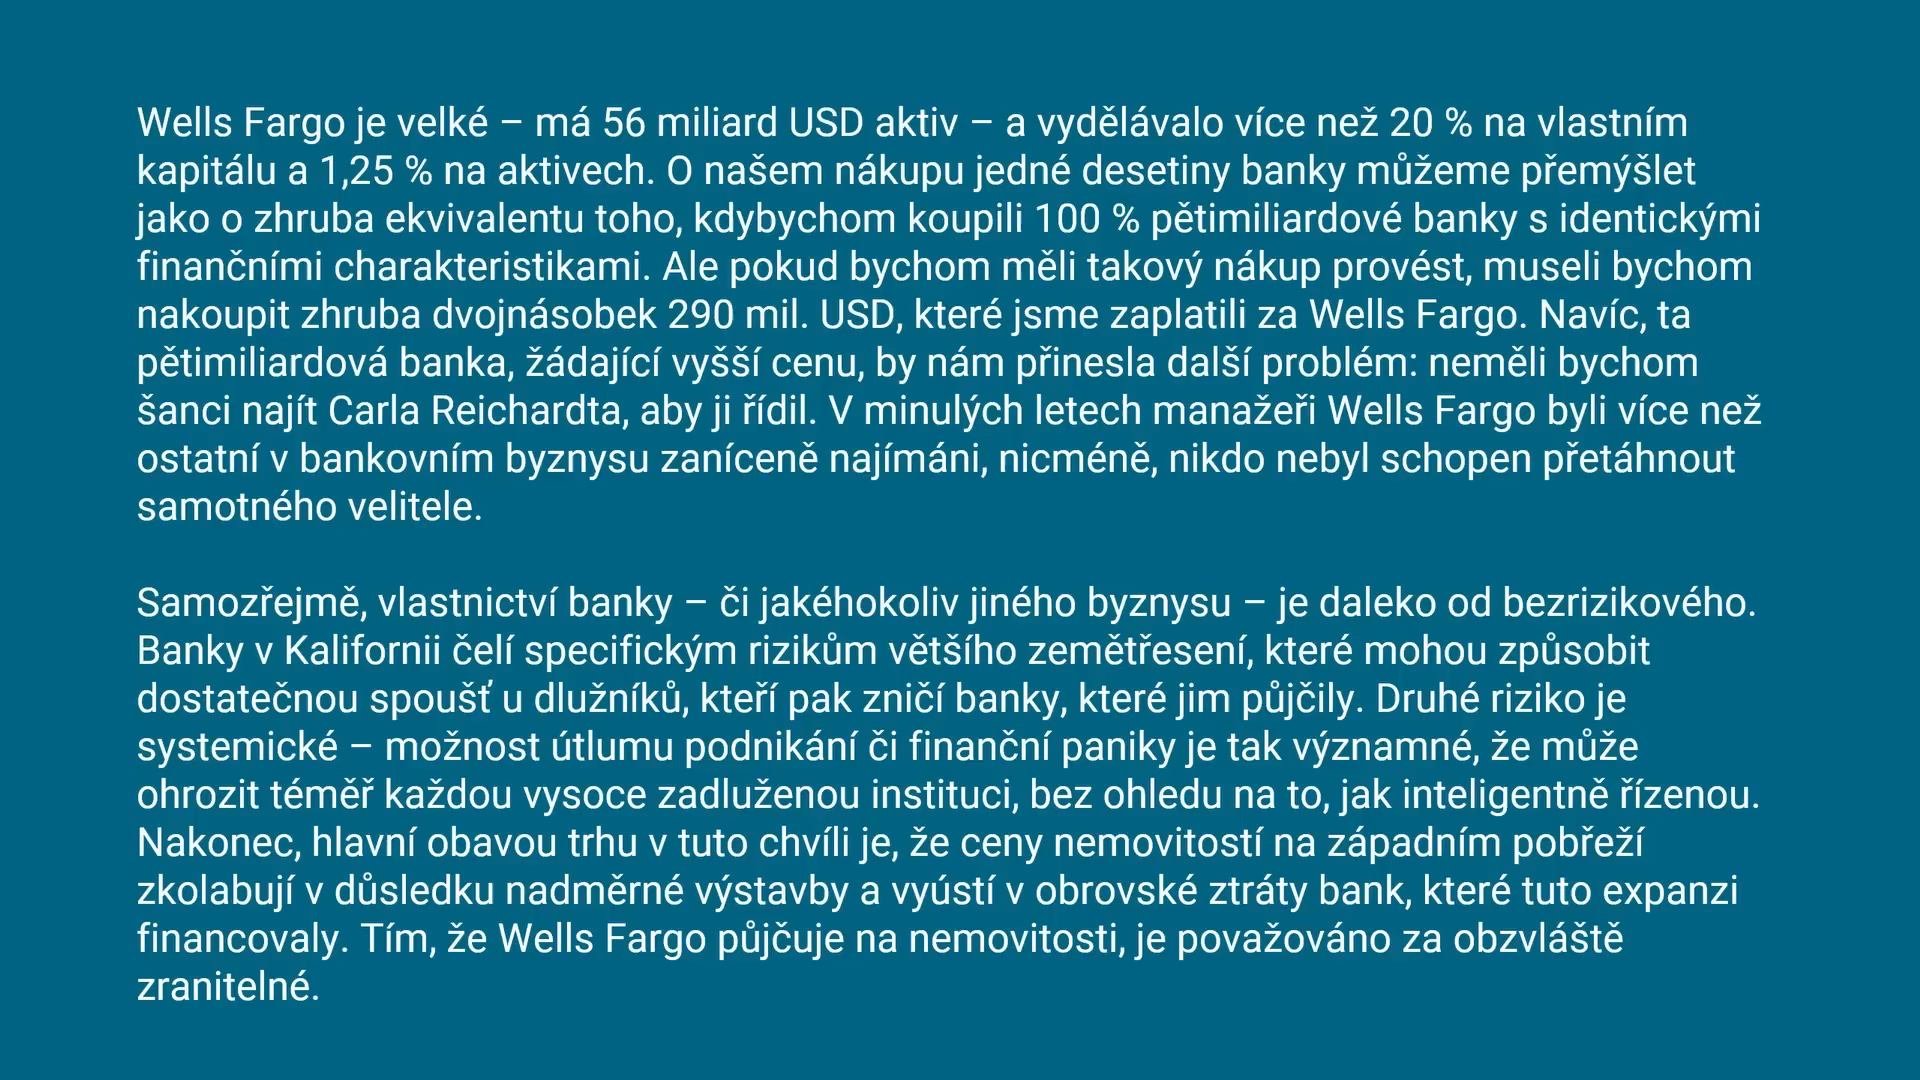 Wells Fargo je velké – má 56 miliard USD aktiv – a vydělávalo více než 20 % na vlastním
kapitálu a 1,25 % na aktivech. O našem nákupu jedné desetiny banky můžeme přemýšlet
jako o zhruba ekvivalentu toho, kdybychom koupili 100 % pětimiliardové banky s identickými
finančními charakteristikami. Ale pokud bychom měli takový nákup provést, museli bychom
nakoupit zhruba dvojnásobek 290 mil. USD, které jsme zaplatili za Wells Fargo. Navíc, ta
pětimiliardová banka, žádající vyšší cenu, by nám přinesla další problém: neměli bychom
šanci najít Carla Reichardta, aby ji řídil. V minulých letech manažeři Wells Fargo byli více než
ostatní v bankovním byznysu zaníceně najímáni, nicméně, nikdo nebyl schopen přetáhnout
samotného velitele.

Samozřejmě, vlastnictví banky – či jakéhokoliv jiného byznysu – je daleko od bezrizikového.
Banky v Kalifornii čelí specifickým rizikům většího zemětřesení, které mohou způsobit
dostatečnou spoušť u dlužníků, kteří pak zničí banky, které jim půjčily. Druhé riziko je
systemické – možnost útlumu podnikání či finanční paniky je tak významné, že může
ohrozit téměř každou vysoce zadluženou instituci, bez ohledu na to, jak inteligentně řízenou.
Nakonec, hlavní obavou trhu v tuto chvíli je, že ceny nemovitostí na západním pobřeží
zkolabují v důsledku nadměrné výstavby a vyústí v obrovské ztráty bank, které tuto expanzi
financovaly. Tím, že Wells Fargo půjčuje na nemovitosti, je považováno za obzvláště
zranitelné.